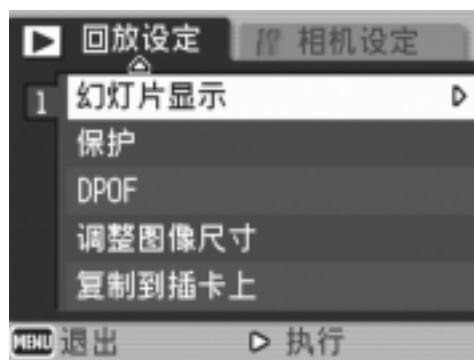 回放设定 相机设定
1 幻灯片显示
保护
DPOF
调整图像尺寸
复制到插卡上
MENU 退出 执行